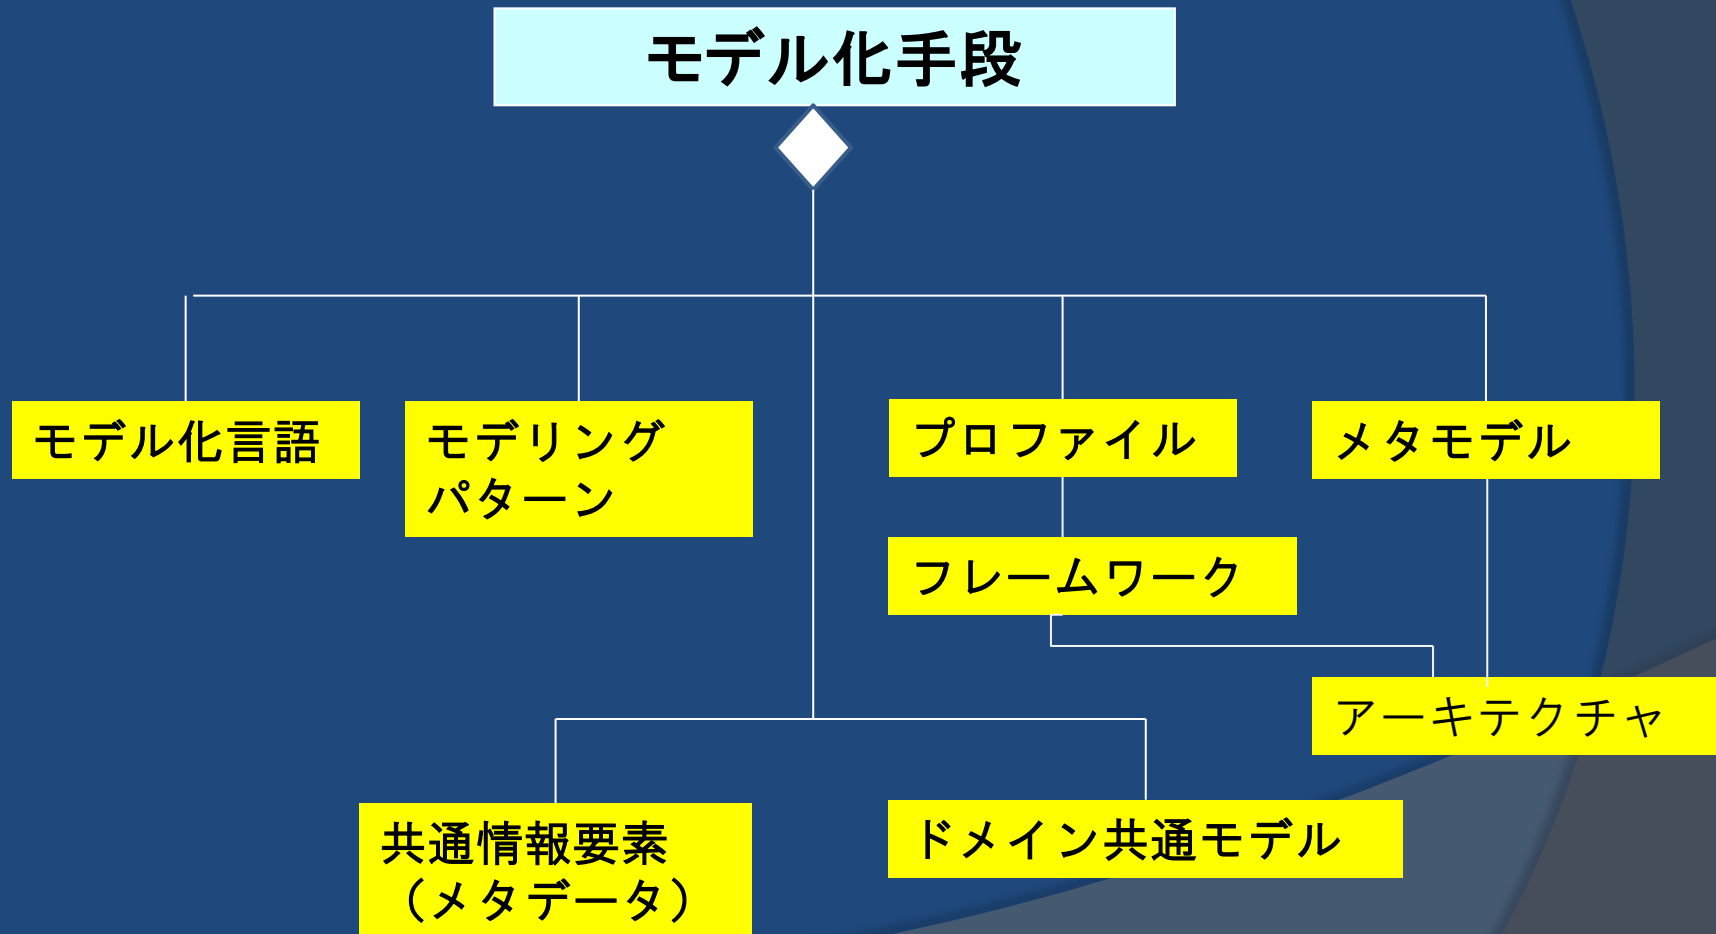 モデル化手段
モデル化言語
モデリング
パターン
プロファイル
メタモデル
フレームワーク
アーキテクチャ
共通情報要素
（メタデータ）
ドメイン共通モデル